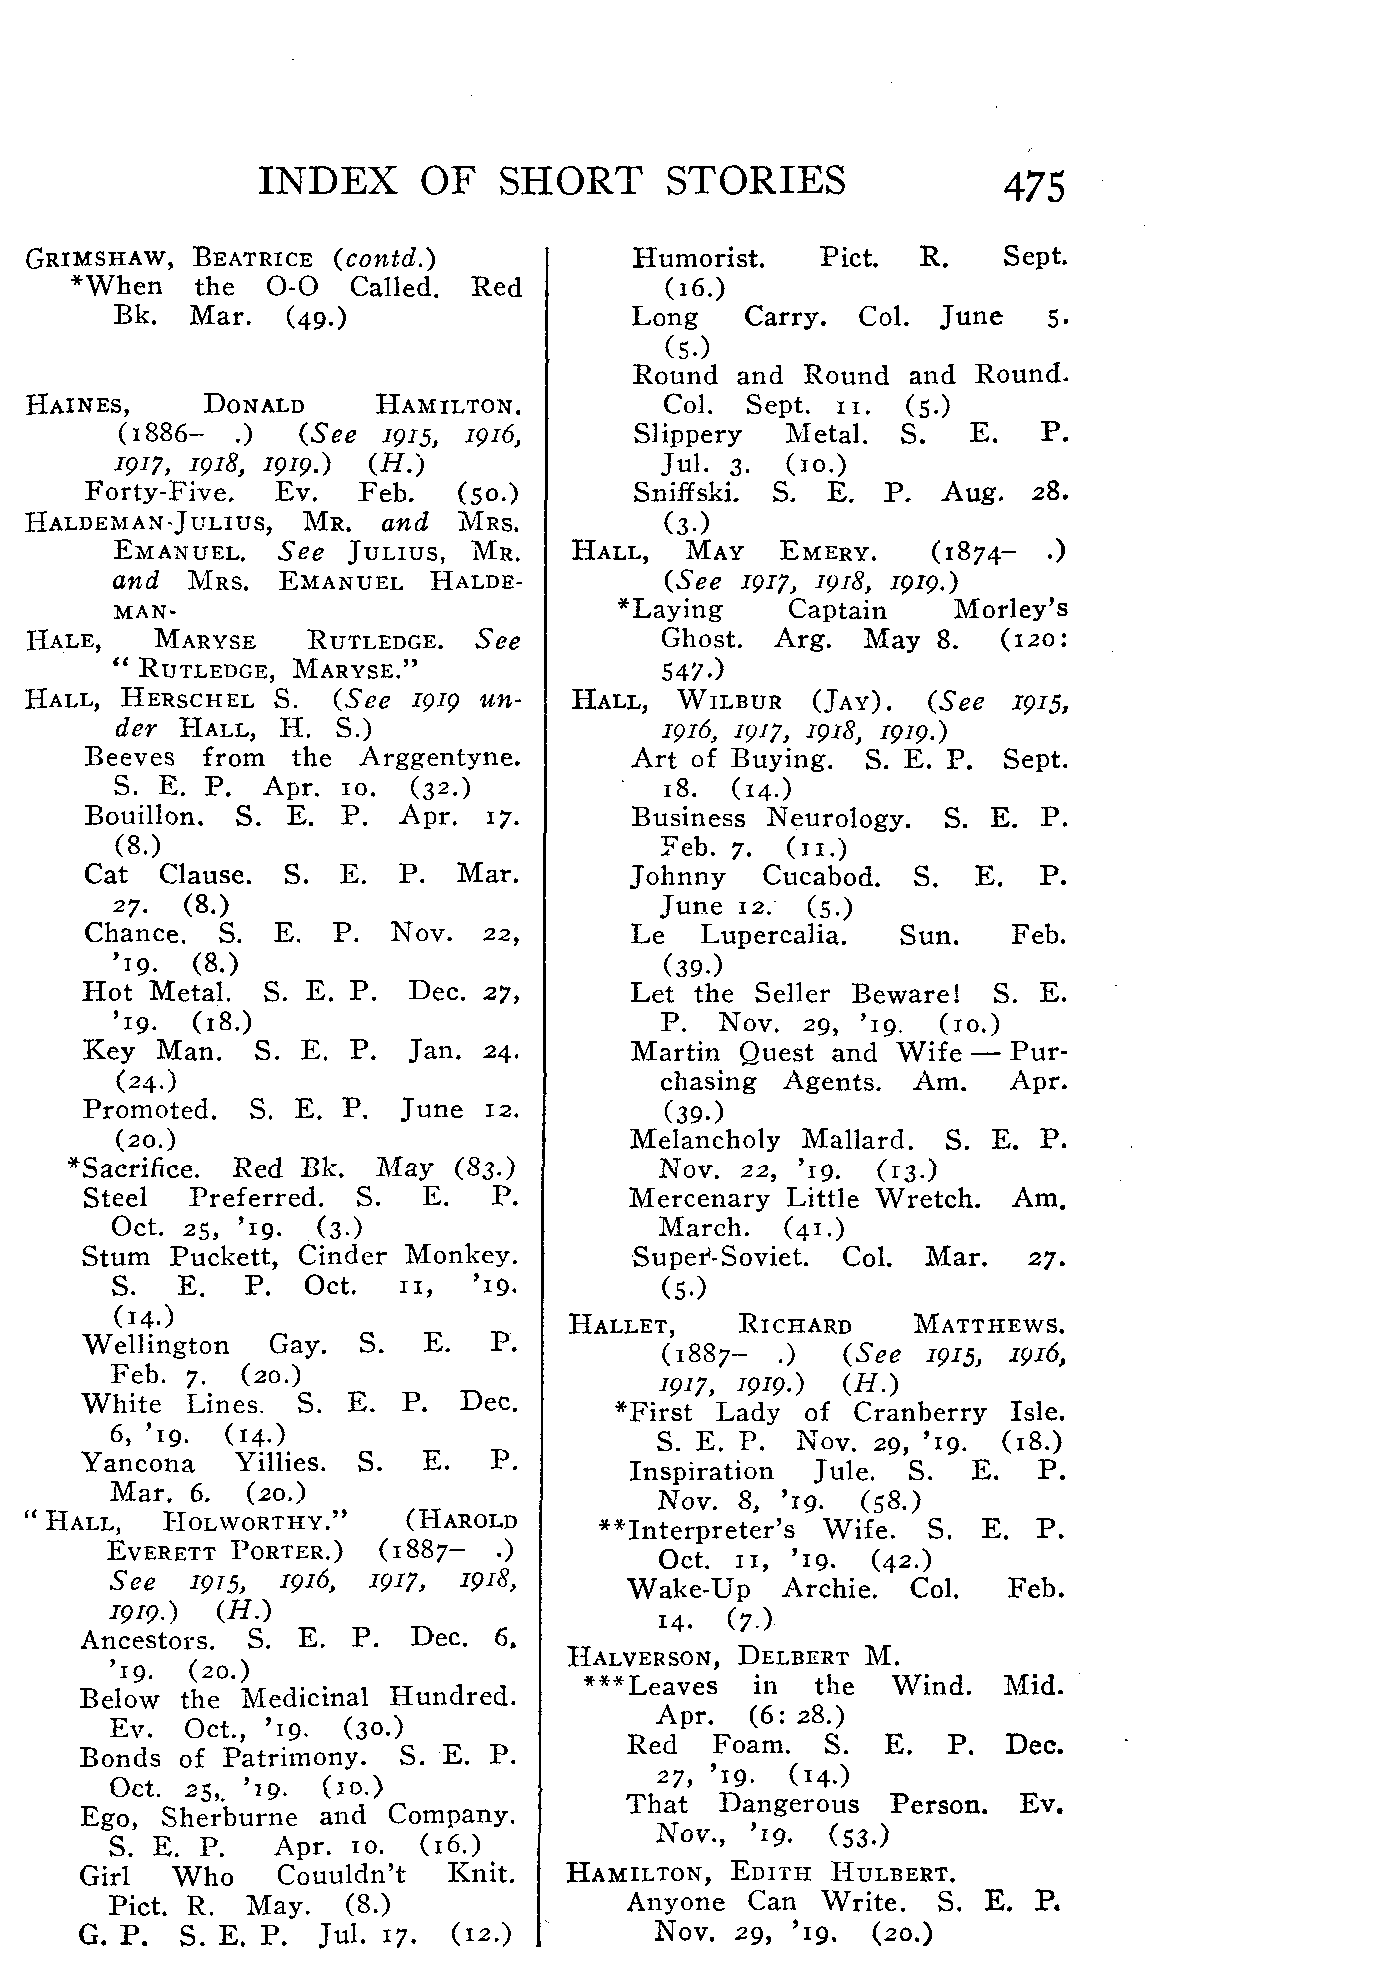 INDEX OF SHORT STORIES 475
GRIMSHAW, BEATRICE (contd.)
*When the O-O Called. Red
Bk. Mar. (49.)
HAINES, DONALD HAMILTON.
(1886– .) (See 1915, 1916,
1917, 1918, 1919.) (H.)
Forty-Five. Ev. Feb. (50.)
HALDEMAN-JULIUS, MR. and MRS.
EMANUEL. See JULIUS, MR.
and MRS. EMANUEL HALDE-
MAN-
HALE, MARYSE RUTLEDGE. See
“ RUTLEDGE, MARYSE.”
HALL, HERSCHEL S. (See 1919 un-
der HALL, H. S.)
Beeves from the Arggentyne.
S. E. P. Apr. 10. (32.)
Bouillon. S. E. P. Apr. 17.
(8.)
Cat Clause. S. E. P. Mar.
27. (8.)
Chance. S. E. P. Nov. 22,
’19. (8.)
Hot Metal. S. E. P. Dec. 27,
’19. (18.)
Key Man. S. E. P. Jan. 24.
(24.)
Promoted. S. E. P. June 12.
(20.)
*Sacrifice. Red Bk. May (83.)
Steel Preferred. S. E. P.
Oct. 25, ’19. (3.)
Stum Puckett, Cinder Monkey.
S. E. P. Oct. 11, ’19.
(14.)
Wellington Gay. S. E. P.
Feb. 7. (20.)
White Lines. S. E. P. Dec.
6, ’19. (14.)
Yancona Yillies. S. E. P.
Mar. 6. (20.)
“ HALL, HOLWORTHY.” (HAROLD
EVERETT PORTER.) (1887– .)
See 1915, 1916, 1917, 1918,
1919.) (H.)
Ancestors. S. E. P. Dec. 6,
’19. (20.)
Below the Medicinal Hundred.
Ev. Oct., ’19. (30.)
Bonds of Patrimony. S. E. P.
Oct. 25, ’19. (10.)
Ego, Sherburne and Company.
S. E. P. Apr. 10. (16.)
Girl Who Couuldn’t Knit.
Pict. R. May. (8.)
G. P. S. E. P. Jul. 17. (12.)
Humorist. Pict. R. Sept.
(16.)
Long Carry. Col. June 5.
(5.)
Round and Round and Round.
Col. Sept. 11. (5.)
Slippery Metal. S. E. P.
Jul. 3. (10.)
Sniffski. S. E. P. Aug. 28.
(3.)
HALL, MAY EMERY. (1874– .)
(See 1917, 1918, 1919.)
*Laying Captain Morley’s
Ghost. Arg. May 8. (120:
547.)
HALL, WILBUR (JAY). (See 1915,
1916, 1917, 1918, 1919.)
Art of Buying. S. E. P. Sept.
18. (14.)
Business Neurology. S. E. P.
Feb. 7. (11.)
Johnny Cucabod. S. E. P.
June 12. (5.)
Le Lupercalia. Sun. Feb.
(39.)
Let the Seller Beware! S. E.
P. Nov. 29, ’19. (10.)
Martin Quest and Wife — Pur-
chasing Agents. Am. Apr.
(39.)
Melancholy Mallard. S. E. P.
Nov. 22, ’19. (13.)
Mercenary Little Wretch. Am.
March. (41.)
Super-Soviet. Col. Mar. 27.
(5.)
HALLET, RICHARD MATTHEWS.
(1887– .) (See 1915, 1916,
1917, 1919.) (H.)
*First Lady of Cranberry Isle.
S. E. P. Nov. 29, ’19. (18.)
Inspiration Jule. S. E. P.
Nov. 8, ’19. (58.)
**Interpreter’s Wife. S. E. P.
Oct. 11, ’19. (42.)
Wake-Up Archie. Col. Feb.
14. (7.)
HALVERSON, DELBERT M.
***Leaves in the Wind. Mid.
Apr. (6: 28.)
Red Foam. S. E. P. Dec.
27, ’19. (14.)
That Dangerous Person. Ev.
Nov., ’19. (53.)
HAMILTON, EDITH HULBERT.
Anyone Can Write. S. E. P.
Nov. 29, ’19. (20.)